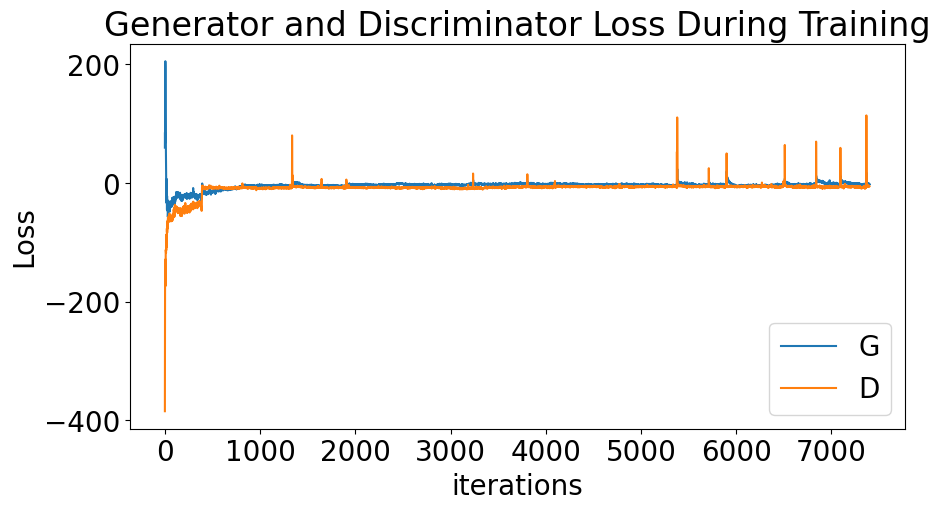 Generator and Discriminator Loss During Training
200
0
−200
−400
Loss
0 1000 2000 3000 4000 5000 6000 7000
iterations
G
D